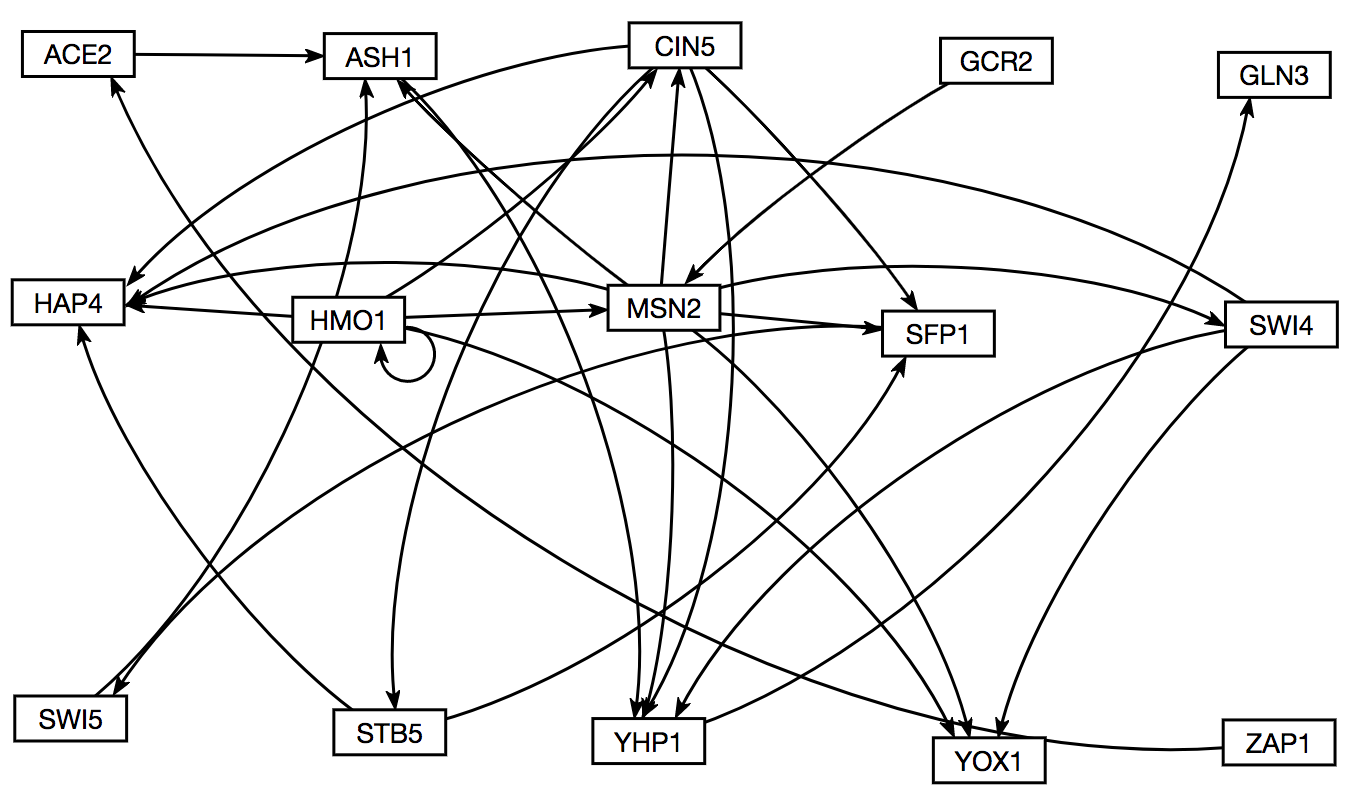 ACE2
ASH1
CIN5
GCR2
GLN3
HAP4
HMO1
MSN2
SFP1
SWI4
SWI5
STB5
YHP1
YOX1
ZAP1